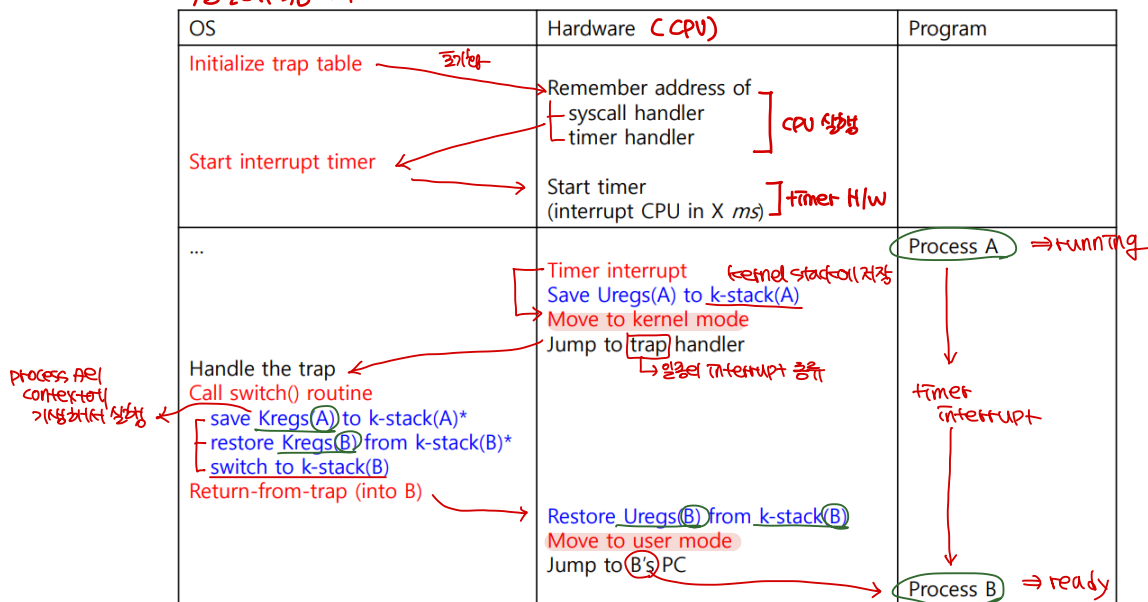 OS
Hardware (CPU)
Program
Initialize trap table
초기화
Remember address of
syscall handler
timer handler
CPU 실행
Start interrupt timer
Start timer
(interrupt CPU in X ms)
timer H/W
...
Process A ⇒ running
Timer interrupt
kernel stack에 저장
Save Uregs(A) to k-stack(A)
Move to kernel mode
Jump to trap handler
↳ 일종의 interrupt 종류
Handle the trap
Call switch() routine
save Kregs(A) to k-stack(A)*
restore Kregs(B) from k-stack(B)*
switch to k-stack(B)
Return-from-trap (into B)
process A의
context에
기생해서 실행
timer
interrupt
Restore Uregs(B) from k-stack(B)
Move to user mode
Jump to B's PC
Process B ⇒ ready